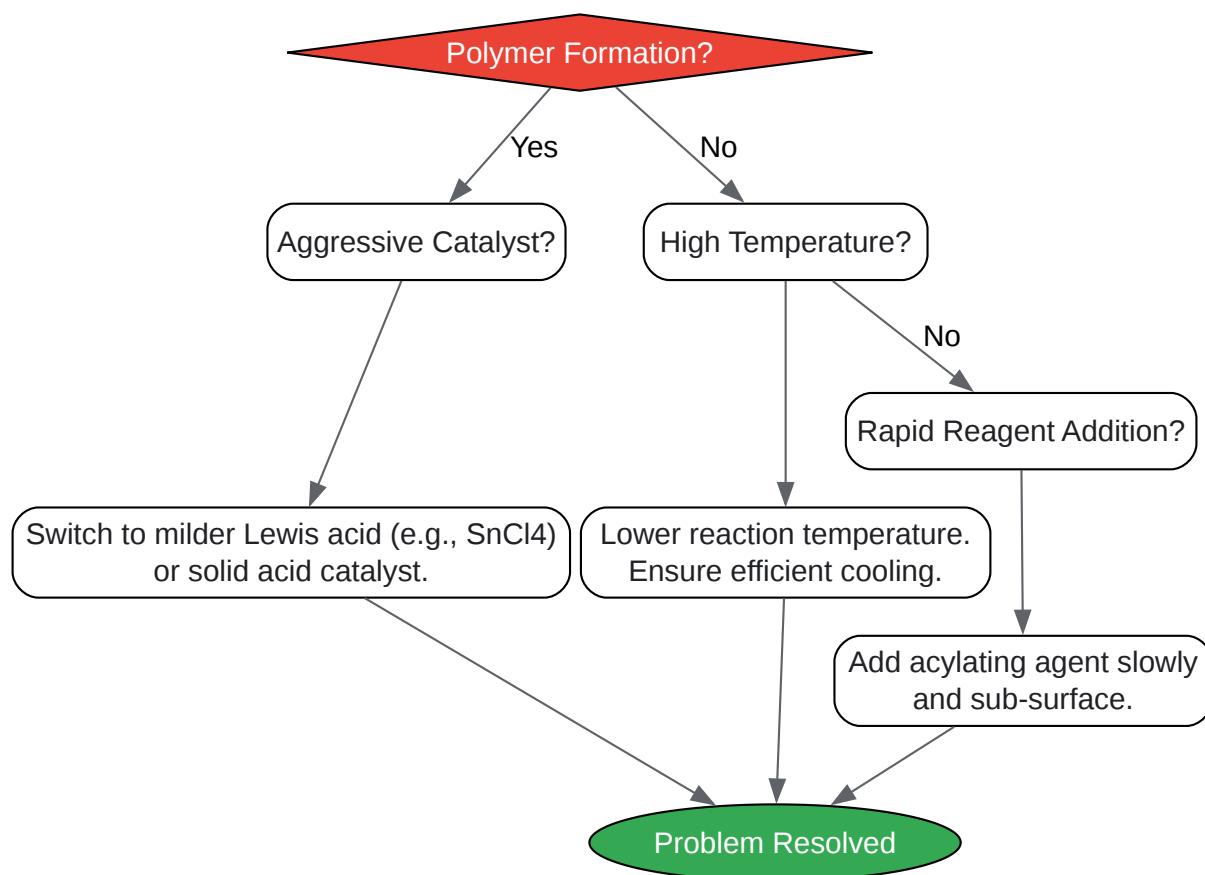 Polymer Formation?
Yes
No
Aggressive Catalyst?
High Temperature?
No
Rapid Reagent Addition?
Switch to milder Lewis acid (e.g., SnCl4)
or solid acid catalyst.
Lower reaction temperature.
Ensure efficient cooling.
Add acylating agent slowly
and sub-surface.
Problem Resolved